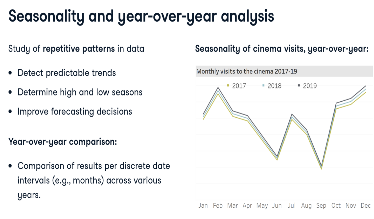 Seasonality and year-over-year analysis
Study of repetitive patterns in data
• Detect predictable trends
• Determine high and low seasons
• Improve forecasting decisions
Year-over-year comparison:
• Comparison of results per discrete date
intervals (e.g., months) across various
years.
Seasonality of cinema visits, year-over-year:
Monthly visits to the cinema 2017-19
2017 2018 2019
Jan Feb Mar Apr May Jun Jul Aug Sep Oct Nov Dec